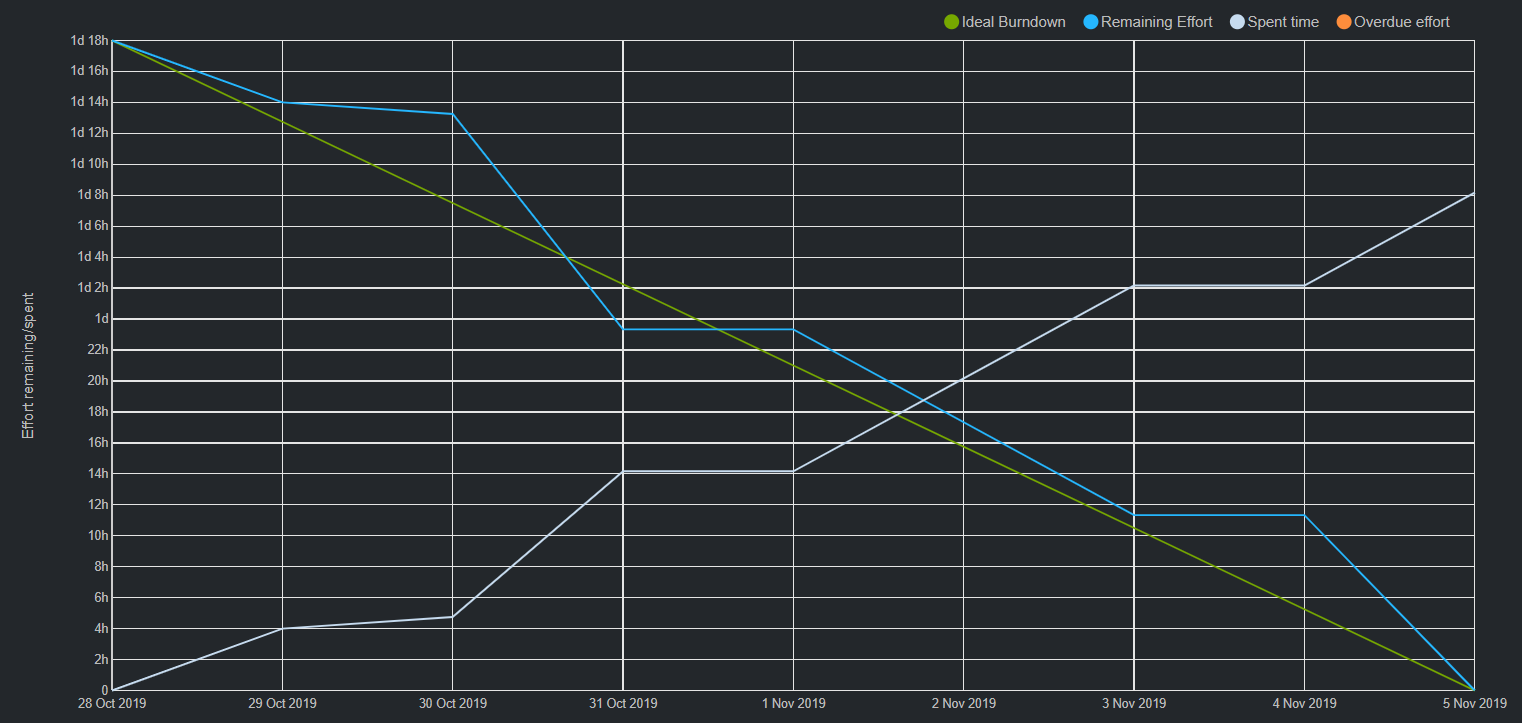 Ideal Burndown Remaining Effort Spent time Overdue effort
1d 18h
1d 16h
1d 14h
1d 12h
1d 10h
1d 8h
1d 6h
1d 4h
1d 2h
1d
22h
20h
18h
16h
14h
12h
10h
8h
6h
4h
2h
0
Effort remaining/spent
28 Oct 2019 29 Oct 2019 30 Oct 2019 31 Oct 2019 1 Nov 2019 2 Nov 2019 3 Nov 2019 4 Nov 2019 5 Nov 2019